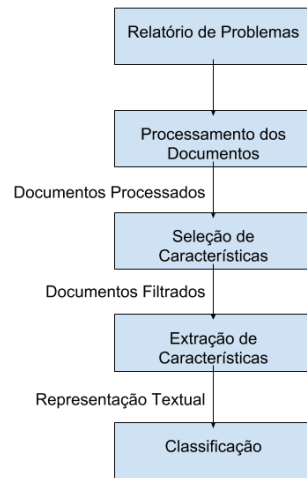 Relatório de Problemas
Processamento dos
Documentos
Documentos Processados
Seleção de
Características
Documentos Filtrados
Extração de
Características
Representação Textual
Classificação